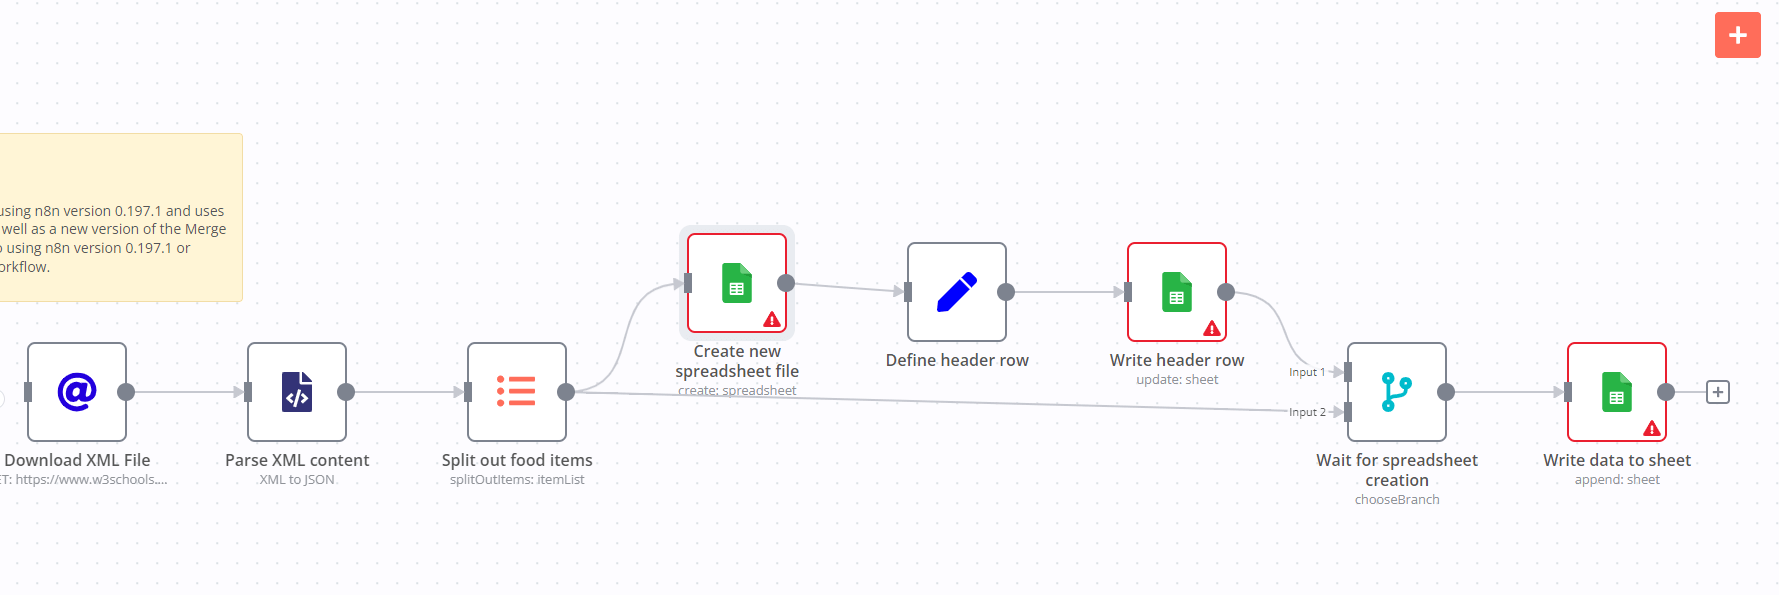 using n8n version 0.197.1 and uses
well as a new version of the Merge
using n8n version 0.197.1 or
Create new
spreadsheet file
create: spreadsheet
Define header row
Write header row
update: sheet
Input 1
Input 2
Download XML File
T: https://www.w3schools....
Parse XML content
XML to JSON
Split out food items
splitOutItems: itemList
Wait for spreadsheet
creation
chooseBranch
Write data to sheet
append: sheet